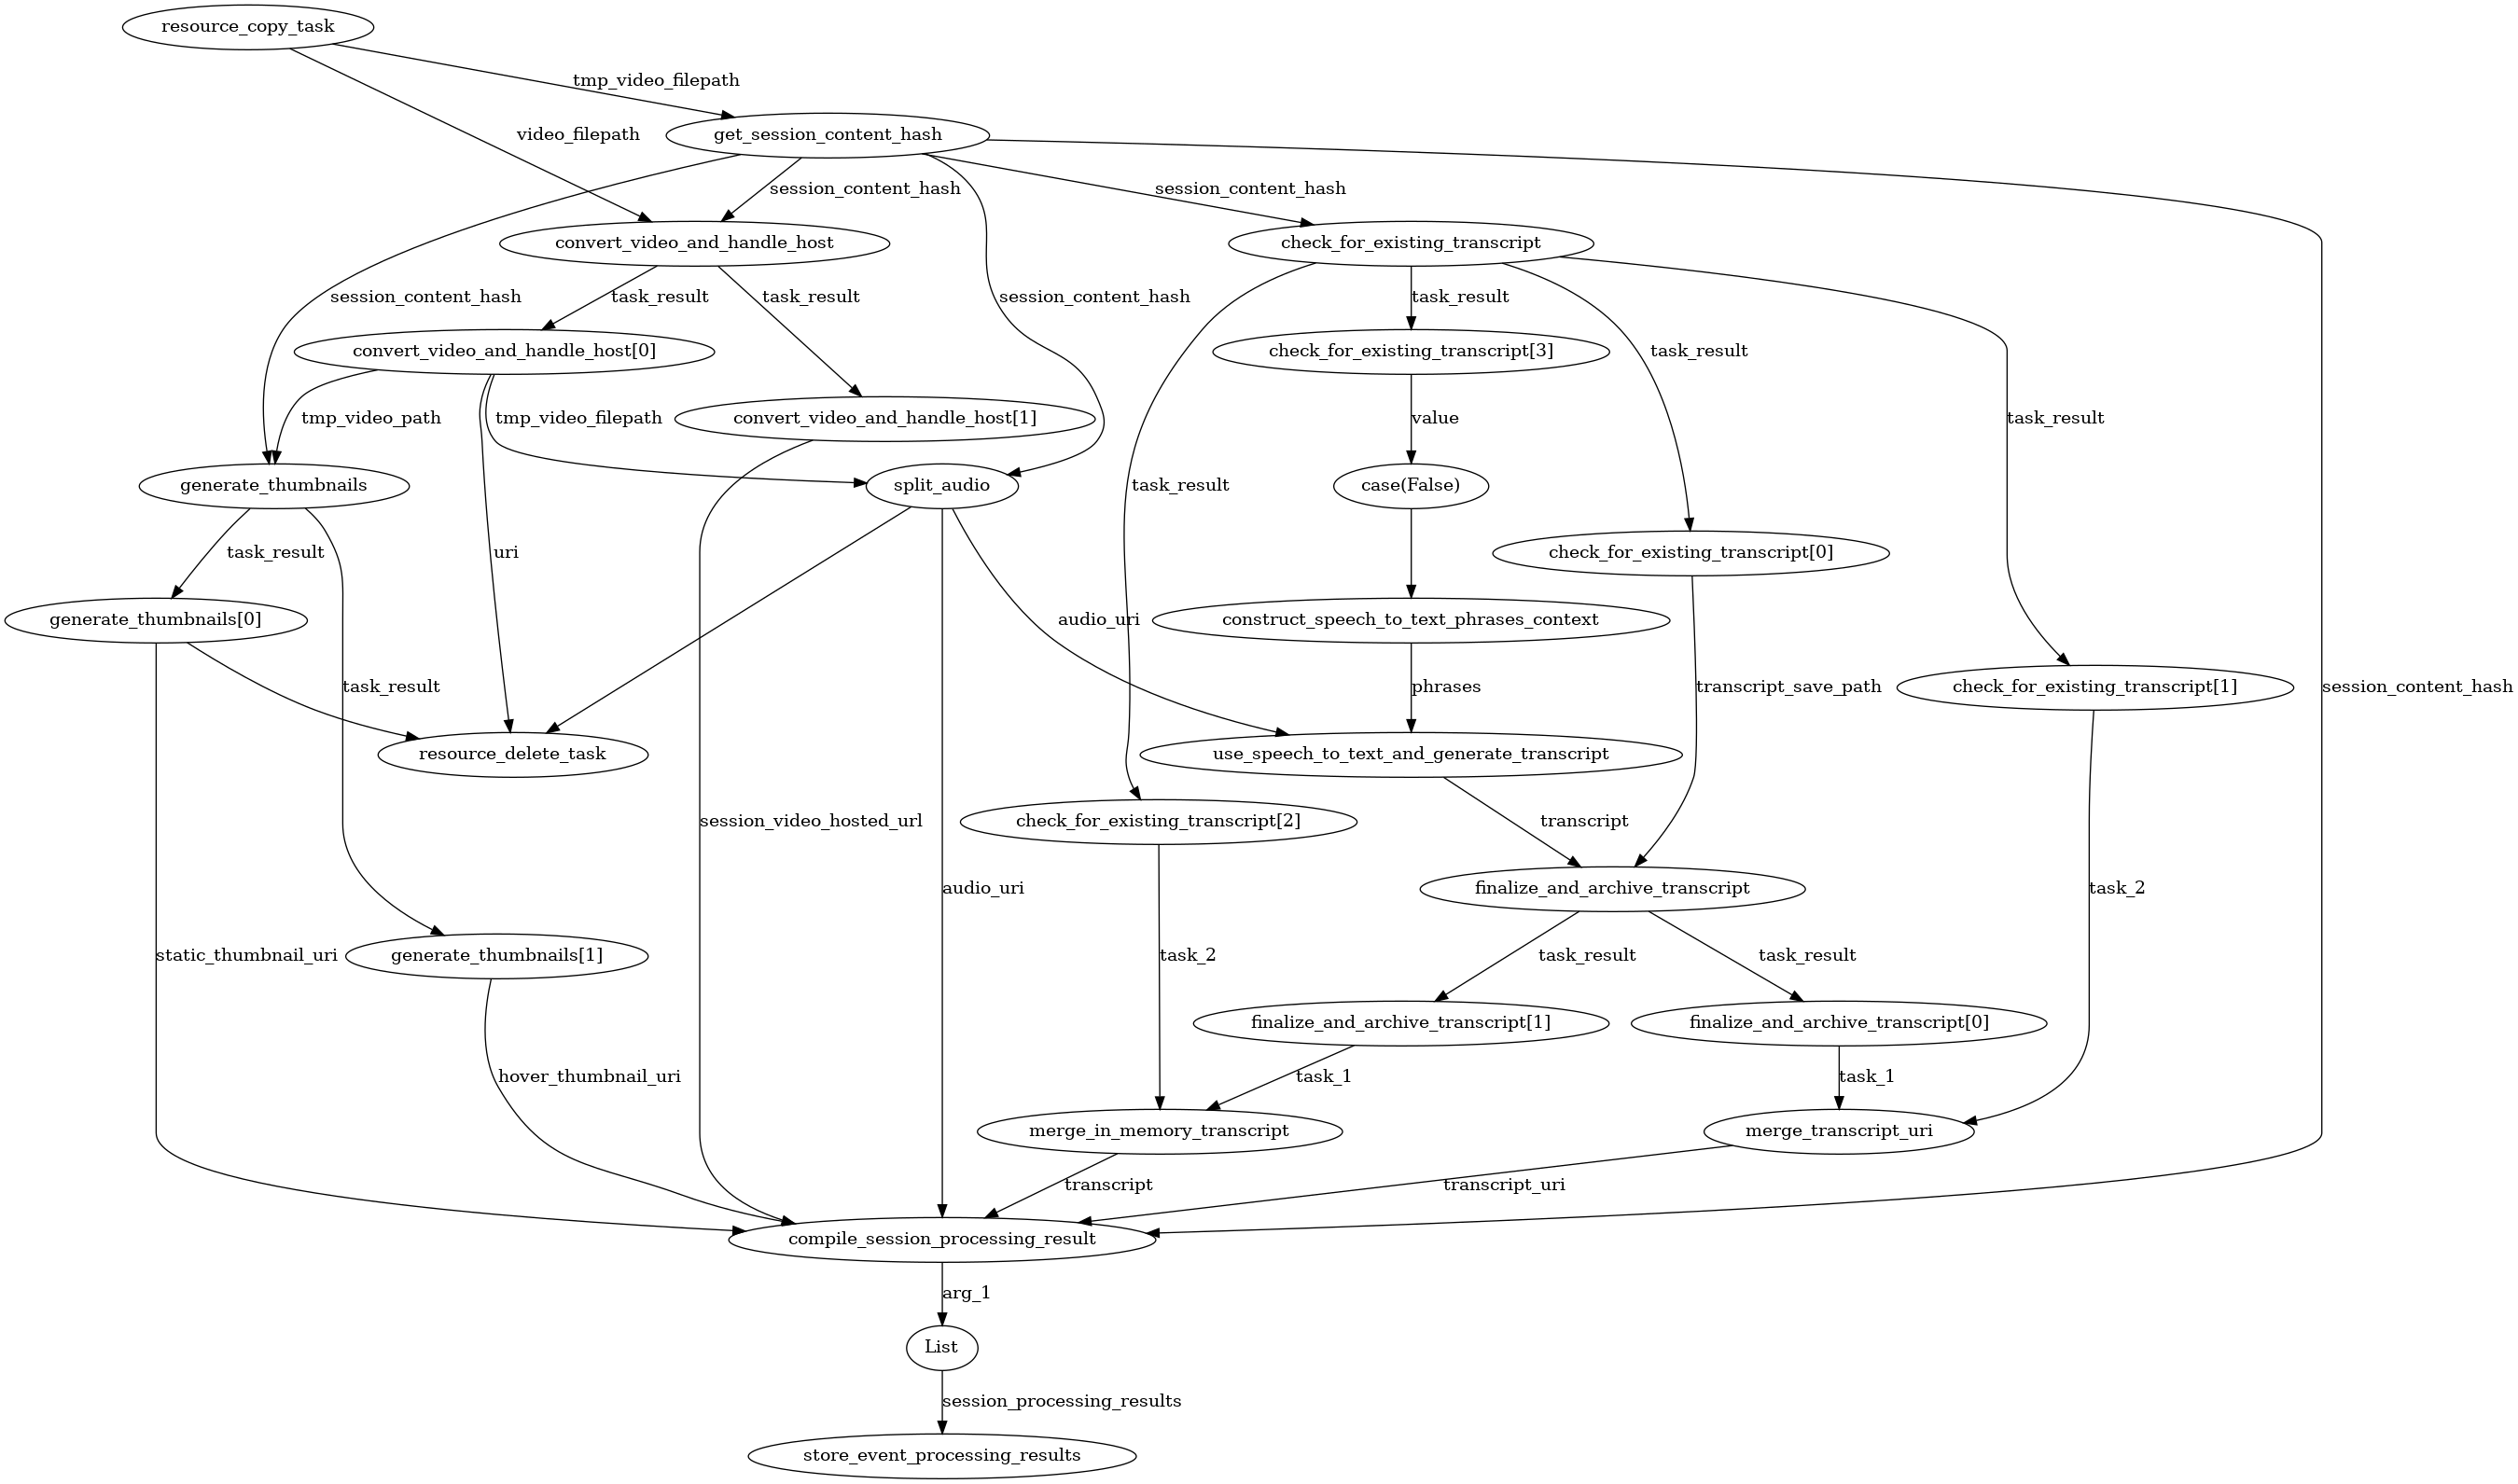 resource_copy_task
tmp_video_filepath
video_filepath
get_session_content_hash
session_content_hash
session_content_hash
convert_video_and_handle_host
check_for_existing_transcript
session_content_hash
task_result
task_result
session_content_hash
task_result
task_result
convert_video_and_handle_host[0]
check_for_existing_transcript[3]
tmp_video_path
tmp_video_filepath
convert_video_and_handle_host[1]
value
task_result
generate_thumbnails
split_audio
task_result
case(False)
task_result
uri
check_for_existing_transcript[0]
generate_thumbnails[0]
audio_uri
construct_speech_to_text_phrases_context
task_result
phrases
transcript_save_path
check_for_existing_transcript[1]
session_content_hash
resource_delete_task
use_speech_to_text_and_generate_transcript
session_video_hosted_url
check_for_existing_transcript[2]
transcript
audio_uri
finalize_and_archive_transcript
task_2
static_thumbnail_uri
generate_thumbnails[1]
task_2
task_result
task_result
finalize_and_archive_transcript[1]
finalize_and_archive_transcript[0]
hover_thumbnail_uri
task_1
task_1
merge_in_memory_transcript
merge_transcript_uri
transcript
transcript_uri
compile_session_processing_result
arg_1
List
session_processing_results
store_event_processing_results